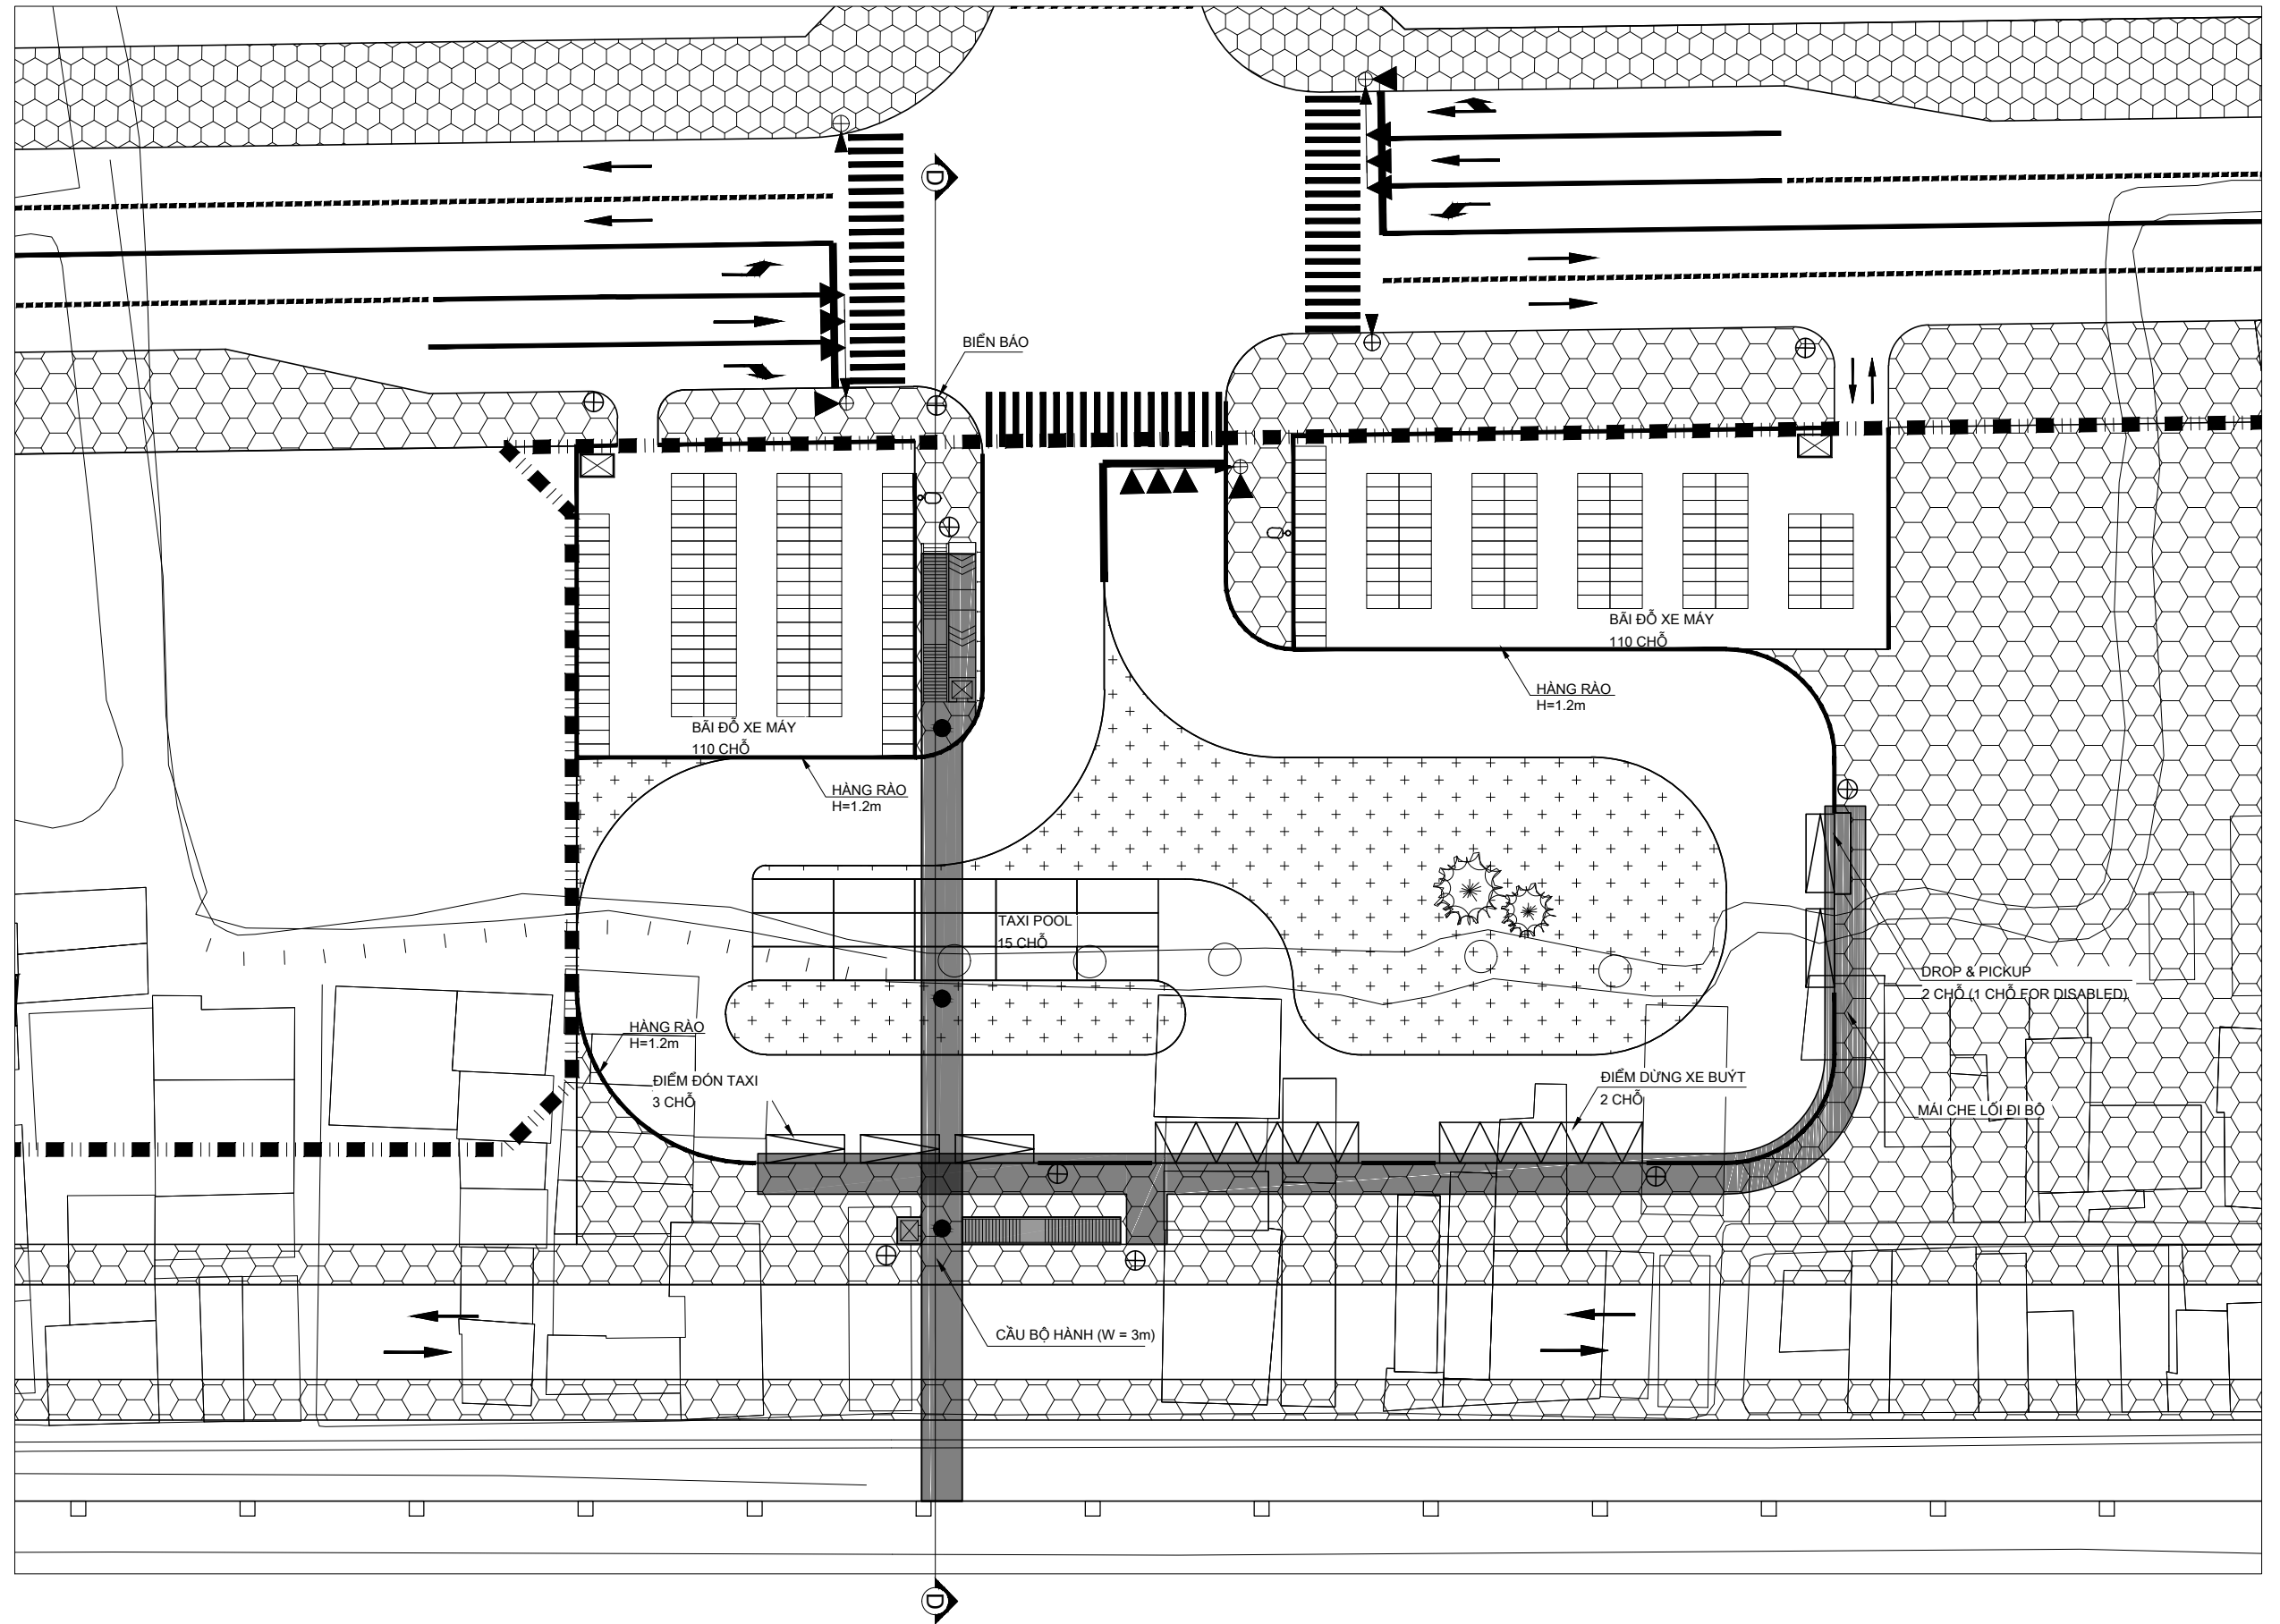 D
BIỂN BÁO
BÃI ĐỖ XE MÁY
110 CHỖ
HÀNG RÀO
H=1.2m
BÃI ĐỖ XE MÁY
110 CHỖ
HÀNG RÀO
H=1.2m
TAXI POOL
15 CHỖ
DROP & PICKUP
2 CHỖ (1 CHỖ FOR DISABLED)
HÀNG RÀO
H=1.2m
ĐIỂM ĐÓN TAXI
3 CHỖ
ĐIỂM DỪNG XE BUÝT
2 CHỖ
MÁI CHE LỐI ĐI BỘ
CẦU BỘ HÀNH (W = 3m)
D